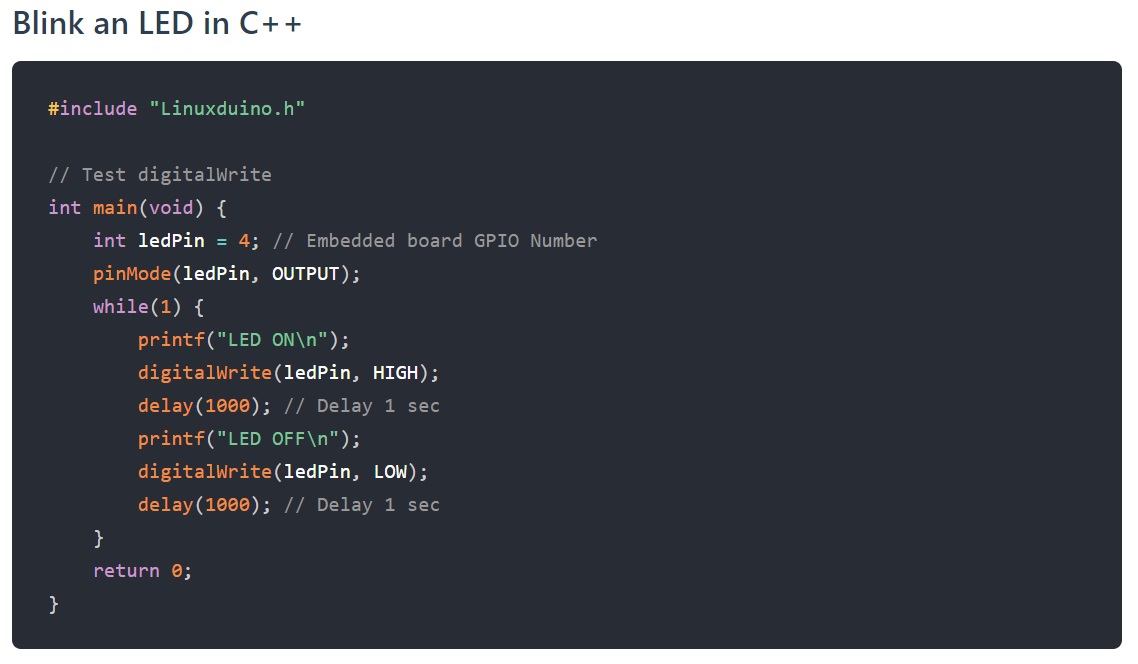 Blink an LED in C++
#include "Linuxduino.h"
// Test digitalWrite
int main(void) {
    int ledPin = 4; // Embedded board GPIO Number
    pinMode(ledPin, OUTPUT);
    while(1) {
        printf("LED ON\n");
        digitalWrite(ledPin, HIGH);
        delay(1000); // Delay 1 sec
        printf("LED OFF\n");
        digitalWrite(ledPin, LOW);
        delay(1000); // Delay 1 sec
    }
    return 0;
}